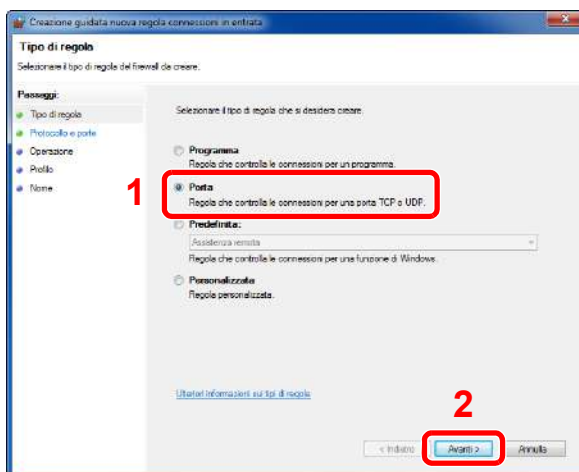 Creazione guidata nuova regola connessioni in entrata
Tipo di regola
Selezionare il tipo di regola del firewall da creare.
Passaggi:
Tipo di regola
Protocollo e porte
Operazione
Profilo
Nome
Selezionare il tipo di regola che si desidera creare.
Programma
Regola che controlla le connessioni per un programma.
1
Porta
Regola che controlla le connessioni per una porta TCP o UDP.
Predefinita:
Assistenza remota
Regola che controlla le connessioni per una funzione di Windows.
Personalizzata
Regola personalizzata.
Ulteriori informazioni sui tipi di regole
2
< Indietro
Avanti >
Annulla